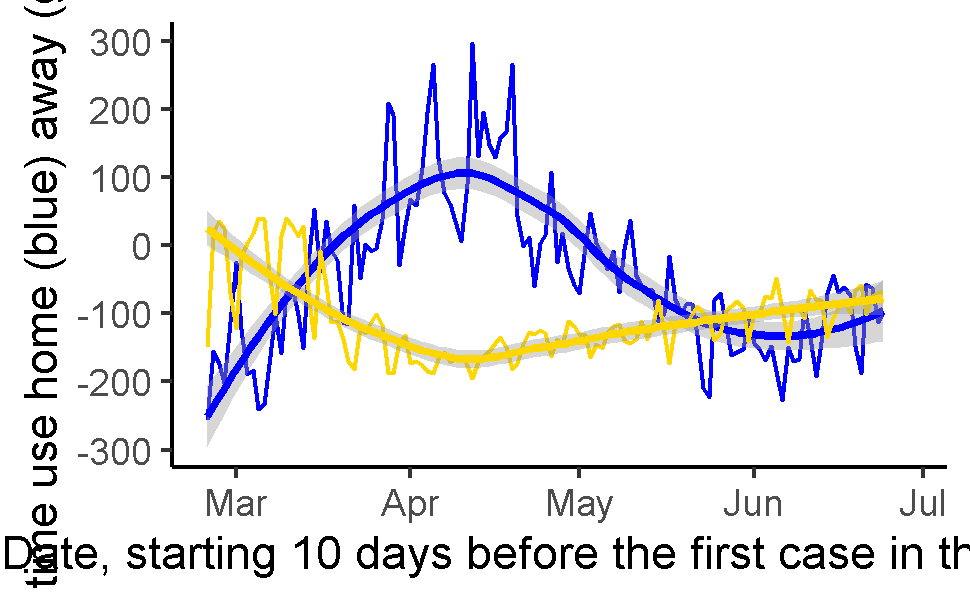 time use home (blue) away (
300
200
100
0
-100
-200
-300
Mar Apr May Jun Jul
Date, starting 10 days before the first case in th